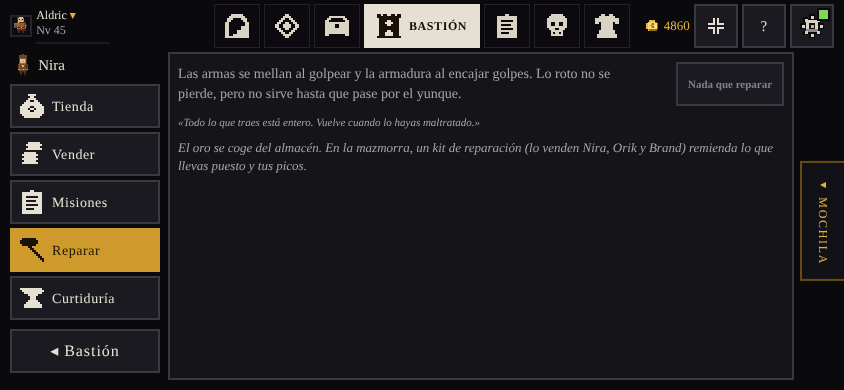 Aldric ▾
Nv 45
BASTIÓN
4860
?
Nira
Tienda
Vender
Misiones
Reparar
Curtiduría
◂ Bastión
Las armas se mellan al golpear y la armadura al encajar golpes. Lo roto no se
pierde, pero no sirve hasta que pase por el yunque.
Nada que reparar
«Todo lo que traes está entero. Vuelve cuando lo hayas maltratado.»
El oro se coge del almacén. En la mazmorra, un kit de reparación (lo venden Nira, Orik y Brand) remienda lo que
llevas puesto y tus picos.
◂ MOCHILA